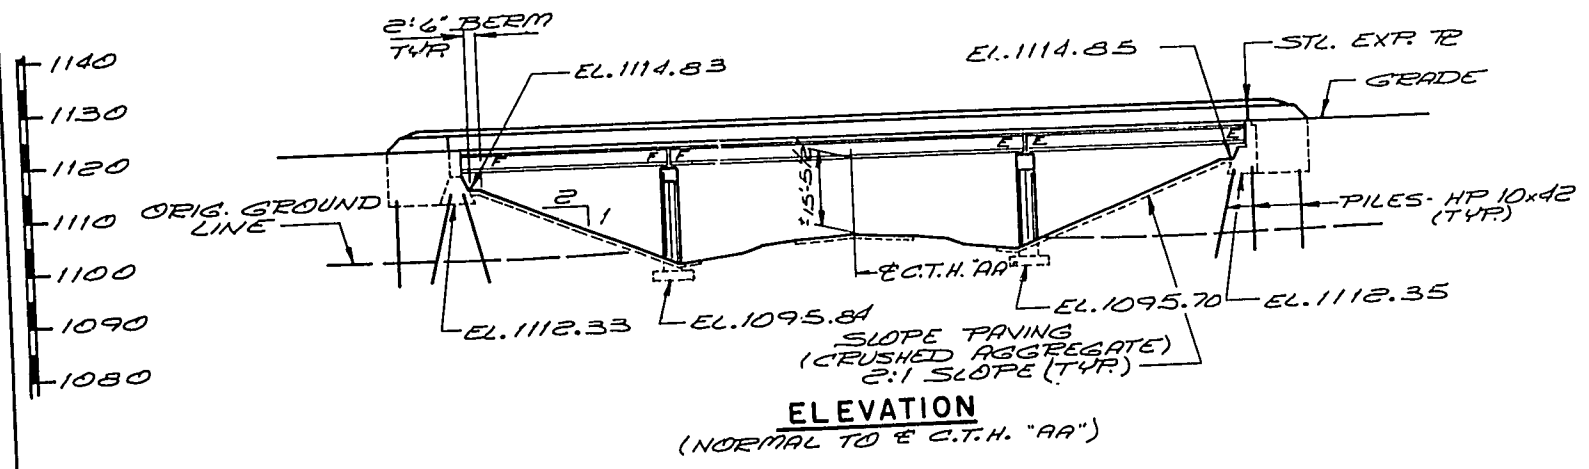 2'-6" BERM
TYP.
EL. 1114.83
EL. 1114.85
STL. EXP. ℞
GRADE
1140
1130
1120
1110
1100
1090
1080
F
F
F
E
E
E
ORIG. GROUND
LINE
2
1
± 15'-5 1/2"
PILES - HP 10x42
(TYP.)
℄ C.T.H. "AA"
EL. 1112.33
EL. 1095.84
EL. 1095.70
EL. 1112.35
SLOPE PAVING
(CRUSHED AGGREGATE)
2:1 SLOPE (TYP.)
ELEVATION
(NORMAL TO ℄ C.T.H. "AA")